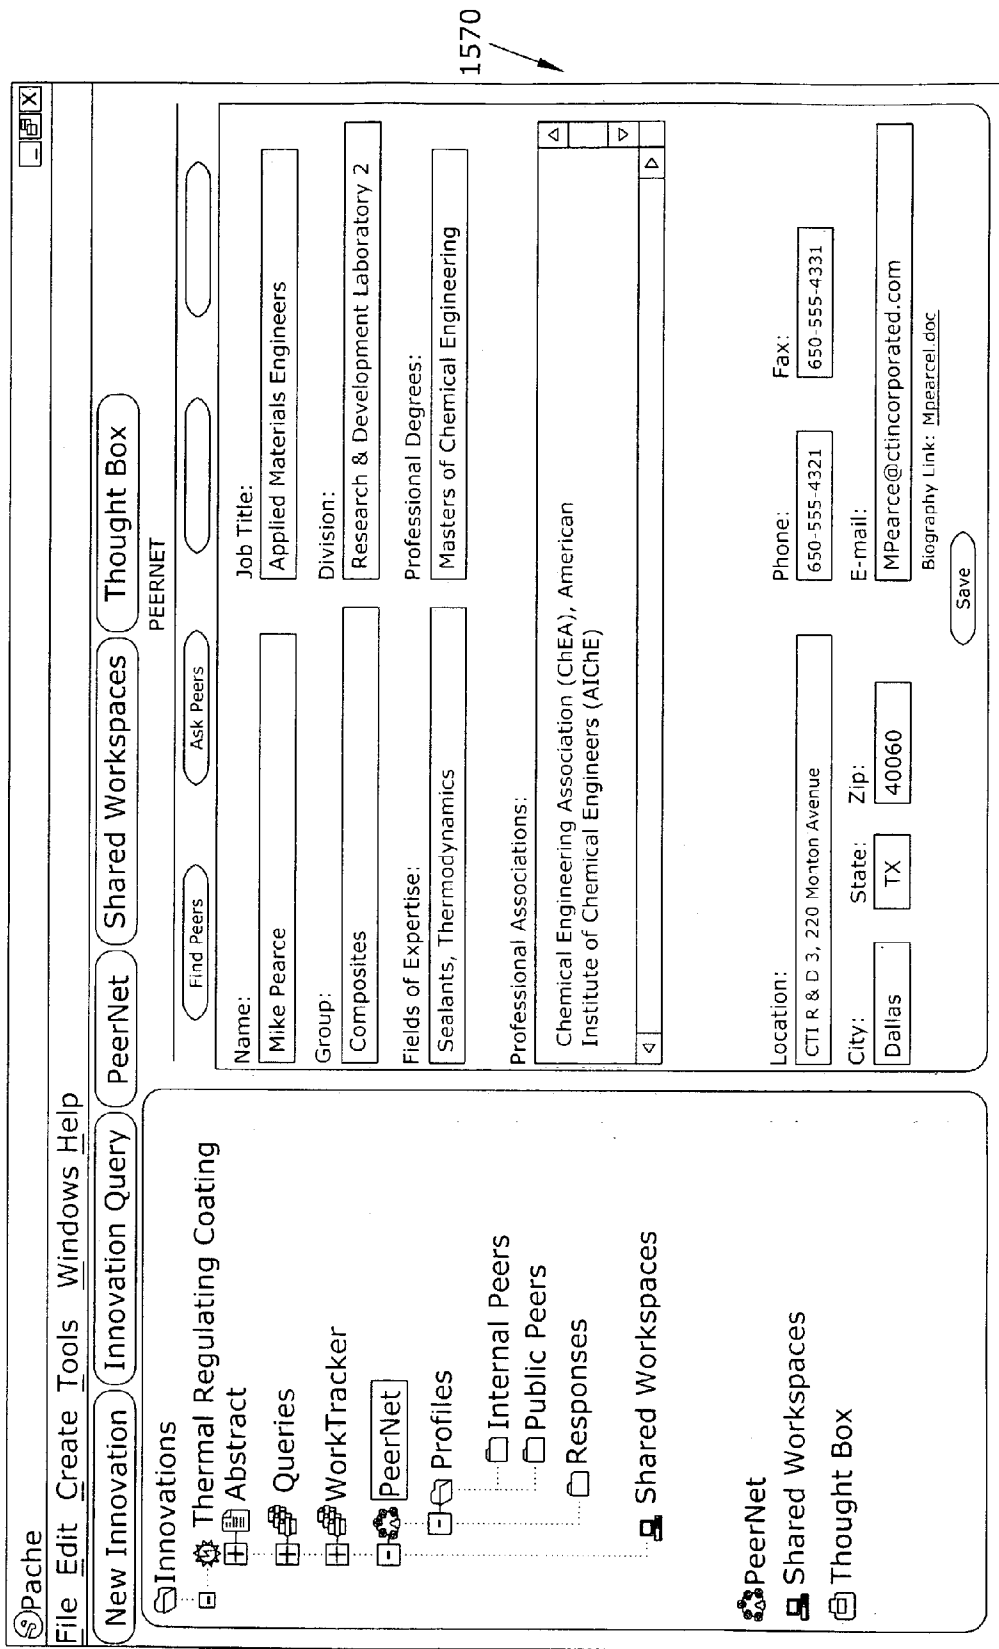 1570
Pache
File Edit Create Tools Windows Help
New Innovation Innovation Query PeerNet Shared Workspaces Thought Box
Innovations
Thermal Regulating Coating
Abstract
Queries
WorkTracker
PeerNet
Profiles
Internal Peers
Public Peers
Responses
Shared Workspaces
PeerNet
Shared Workspaces
Thought Box
PEERNET
Find Peers Ask Peers
Name: Job Title:
Mike Pearce Applied Materials Engineers
Group: Division:
Composites Research & Development Laboratory 2
Fields of Expertise: Professional Degrees:
Sealants, Thermodynamics Masters of Chemical Engineering
Professional Associations:
Chemical Engineering Association (ChEA), American
Institute of Chemical Engineers (AIChE)
Location: Phone: Fax:
CTI R & D 3, 220 Monton Avenue 650-555-4321 650-555-4331
City: State: Zip: E-mail:
Dallas TX 40060 MPearce@ctincorporated.com
Biography Link: Mpearcel.doc
Save